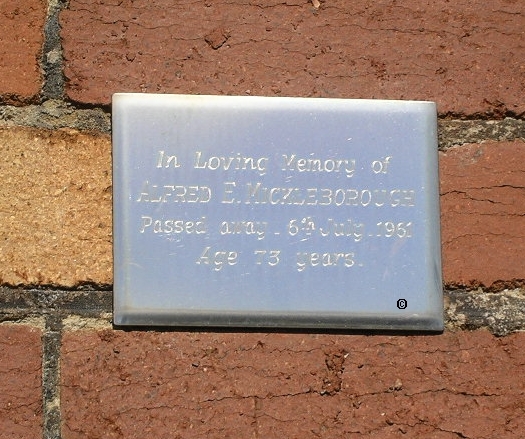 In Loving Memory of
ALFRED E. MICKLEBOROUGH
Passed away . 6th July . 1961
Age 73 years.
©